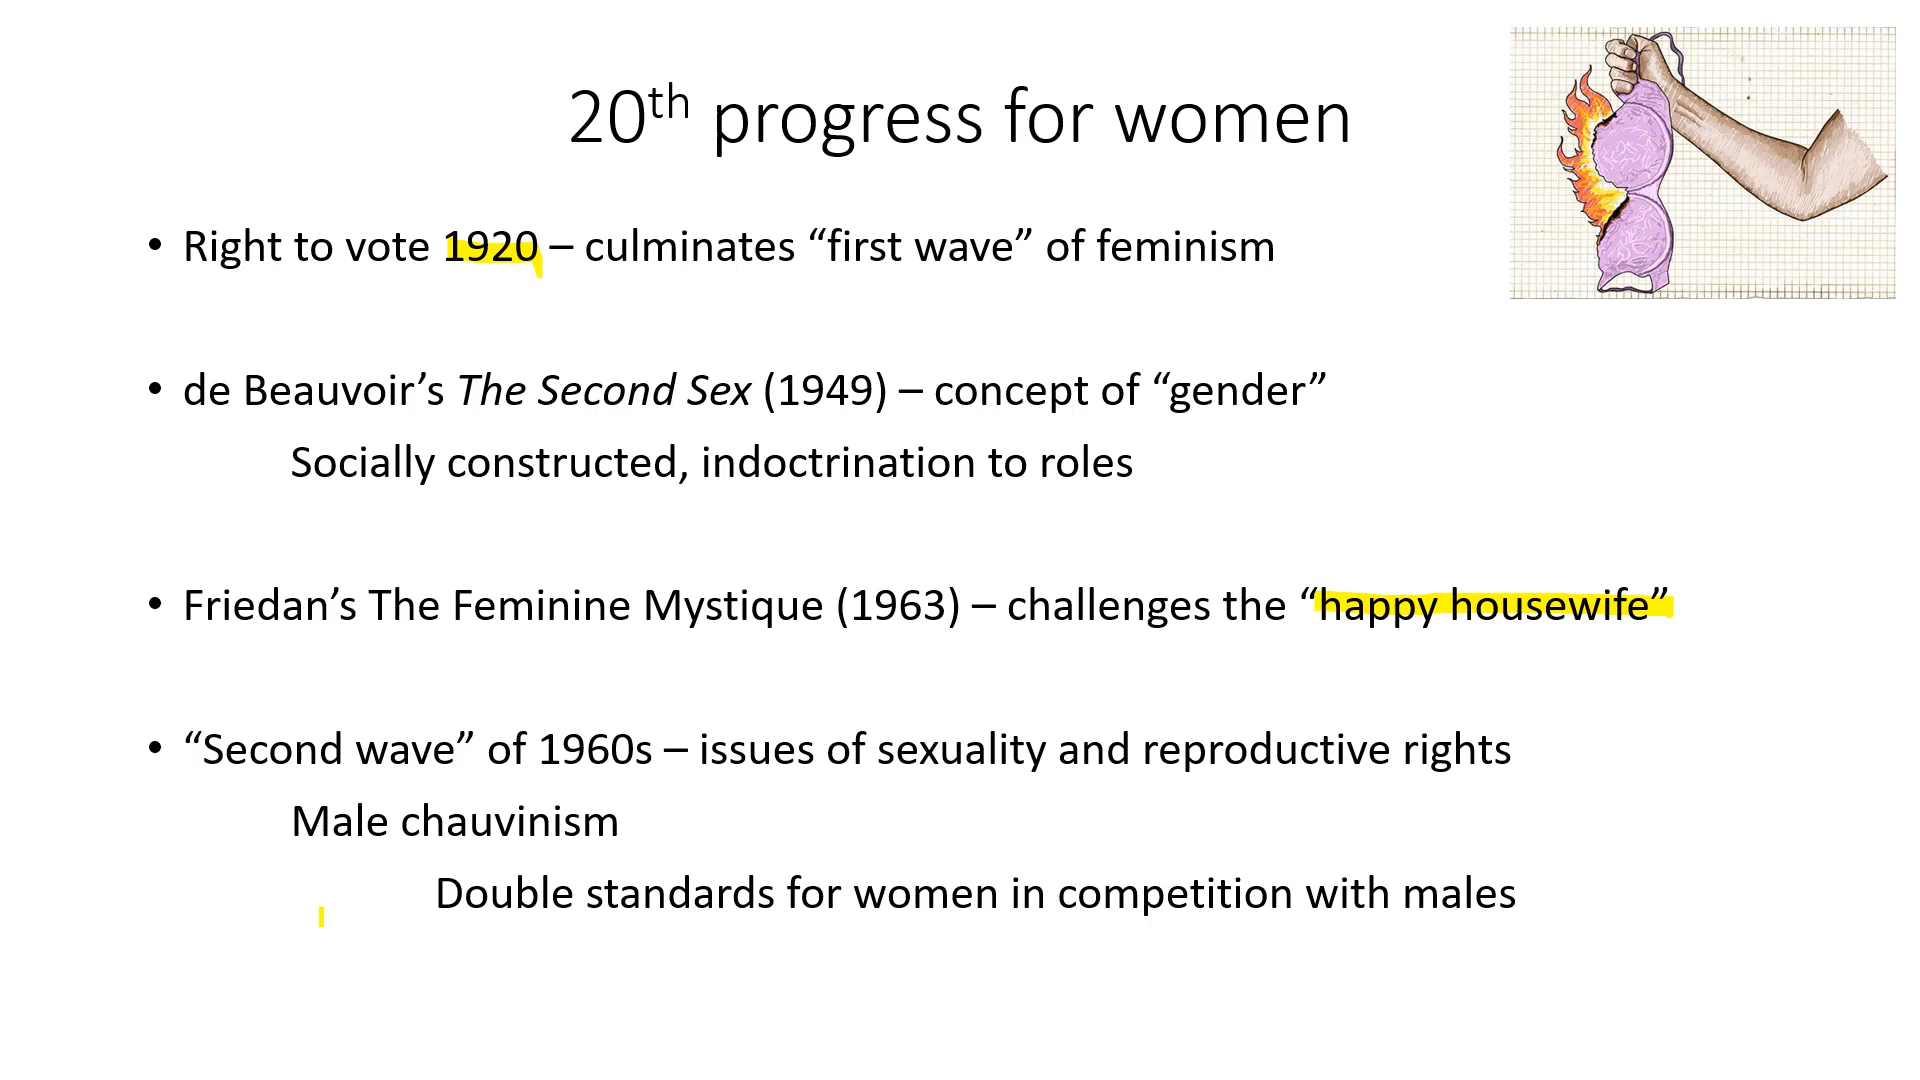 20th progress for women
• Right to vote 1920 – culminates “first wave” of feminism
• de Beauvoir’s The Second Sex (1949) – concept of “gender”
Socially constructed, indoctrination to roles
• Friedan’s The Feminine Mystique (1963) – challenges the “happy housewife”
• “Second wave” of 1960s – issues of sexuality and reproductive rights
Male chauvinism
Double standards for women in competition with males